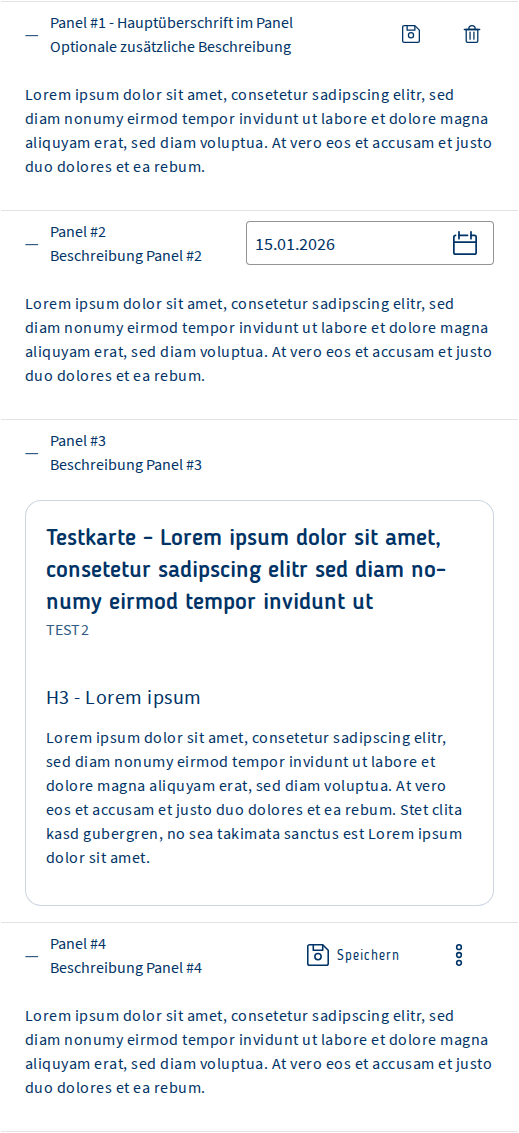 Panel #1 - Hauptüberschrift im Panel
Optionale zusätzliche Beschreibung
Lorem ipsum dolor sit amet, consetetur sadipscing elitr, sed
diam nonumy eirmod tempor invidunt ut labore et dolore magna
aliquyam erat, sed diam voluptua. At vero eos et accusam et justo
duo dolores et ea rebum.
Panel #2
Beschreibung Panel #2
15.01.2026
Lorem ipsum dolor sit amet, consetetur sadipscing elitr, sed
diam nonumy eirmod tempor invidunt ut labore et dolore magna
aliquyam erat, sed diam voluptua. At vero eos et accusam et justo
duo dolores et ea rebum.
Panel #3
Beschreibung Panel #3
Testkarte - Lorem ipsum dolor sit amet,
consetetur sadipscing elitr sed diam no-
numy eirmod tempor invidunt ut
TEST2
H3 - Lorem ipsum
Lorem ipsum dolor sit amet, consetetur sadipscing elitr,
sed diam nonumy eirmod tempor invidunt ut labore et
dolore magna aliquyam erat, sed diam voluptua. At vero
eos et accusam et justo duo dolores et ea rebum. Stet clita
kasd gubergren, no sea takimata sanctus est Lorem ipsum
dolor sit amet.
Panel #4
Beschreibung Panel #4
Speichern
Lorem ipsum dolor sit amet, consetetur sadipscing elitr, sed
diam nonumy eirmod tempor invidunt ut labore et dolore magna
aliquyam erat, sed diam voluptua. At vero eos et accusam et justo
duo dolores et ea rebum.